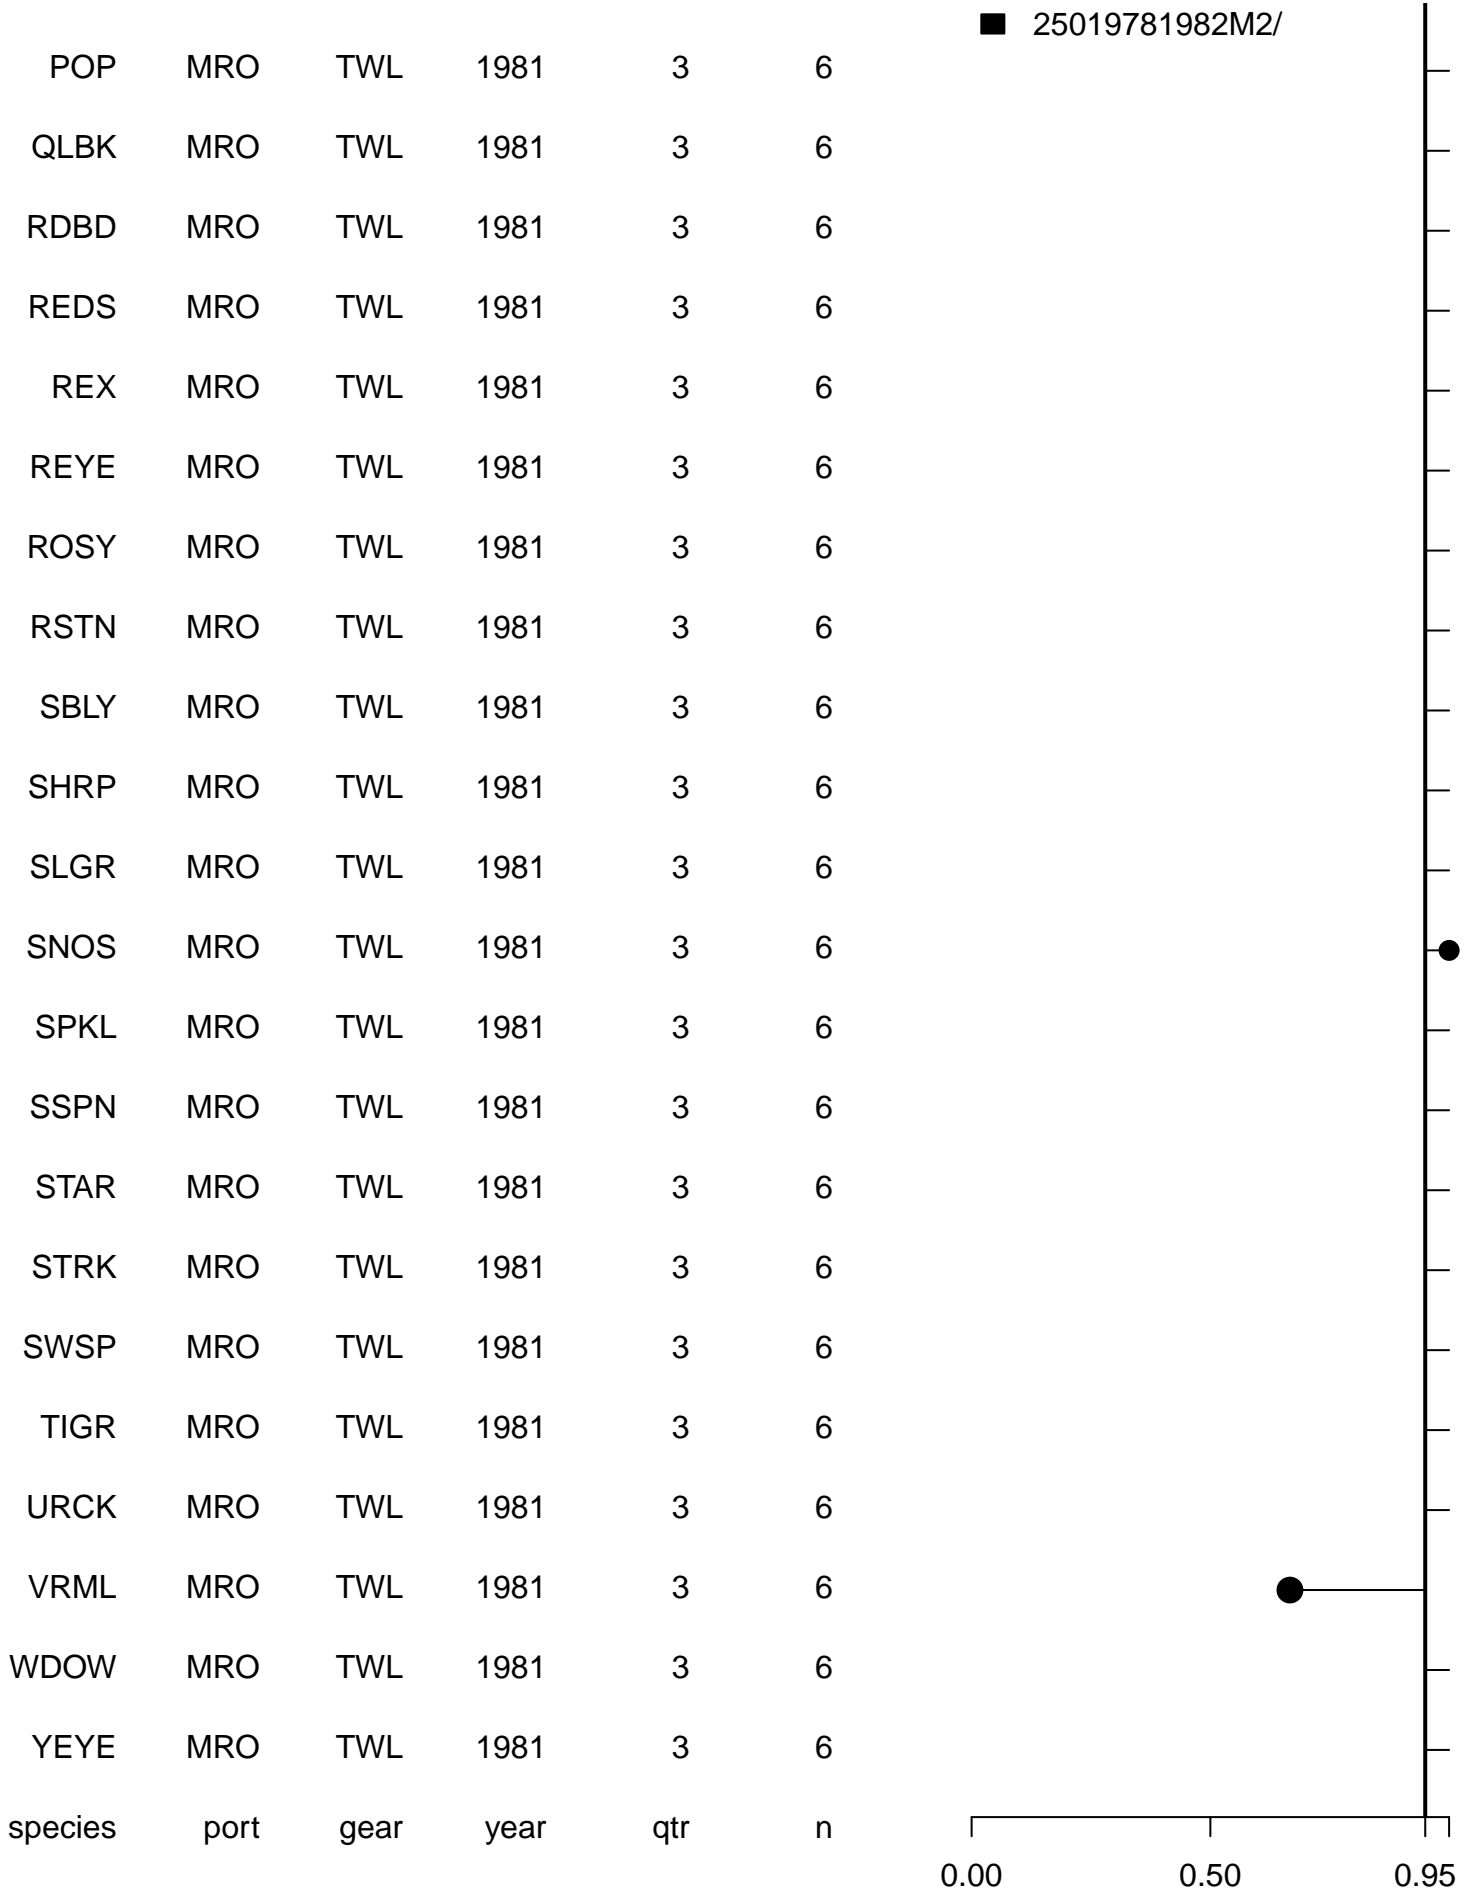 25019781982M2/
POP MRO TWL 1981 3 6
QLBK MRO TWL 1981 3 6
RDBD MRO TWL 1981 3 6
REDS MRO TWL 1981 3 6
REX MRO TWL 1981 3 6
REYE MRO TWL 1981 3 6
ROSY MRO TWL 1981 3 6
RSTN MRO TWL 1981 3 6
SBLY MRO TWL 1981 3 6
SHRP MRO TWL 1981 3 6
SLGR MRO TWL 1981 3 6
SNOS MRO TWL 1981 3 6
SPKL MRO TWL 1981 3 6
SSPN MRO TWL 1981 3 6
STAR MRO TWL 1981 3 6
STRK MRO TWL 1981 3 6
SWSP MRO TWL 1981 3 6
TIGR MRO TWL 1981 3 6
URCK MRO TWL 1981 3 6
VRML MRO TWL 1981 3 6
WDOW MRO TWL 1981 3 6
YEYE MRO TWL 1981 3 6
species port gear year qtr n
0.00 0.50 0.95